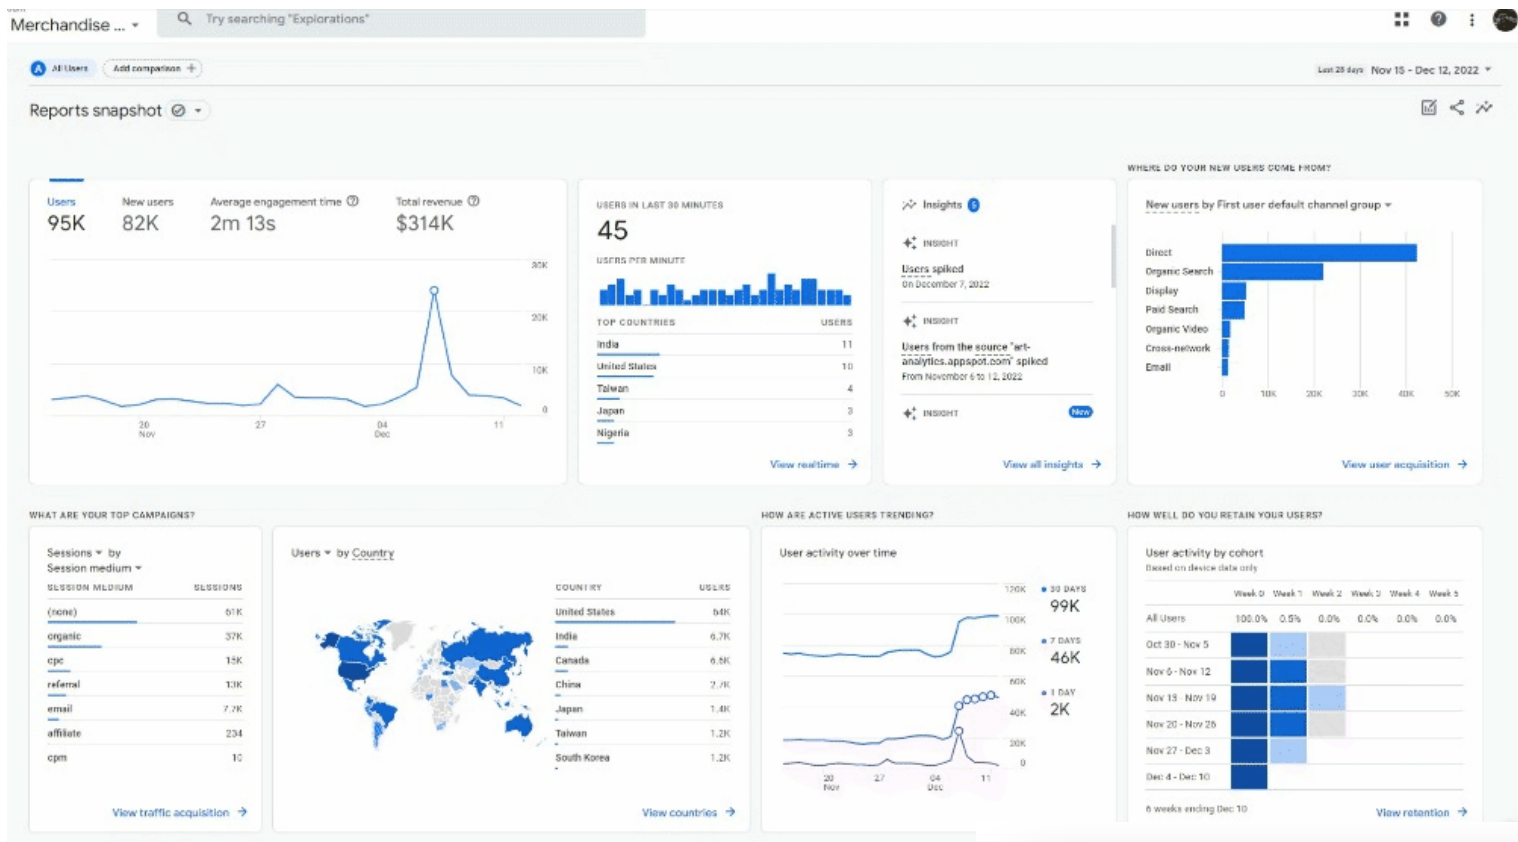 Merchandise ...
Try searching "Explorations"
All Users
Add comparison +
Last 28 days Nov 15 - Dec 12, 2022
Reports snapshot
Users
95K
New users
82K
Average engagement time
2m 13s
Total revenue
$314K
30K
20K
10K
0
20
Nov
27
04
Dec
11
USERS IN LAST 30 MINUTES
45
USERS PER MINUTE
TOP COUNTRIES USERS
India 11
United States 10
Taiwan 4
Japan 3
Nigeria 3
View realtime
Insights 5
INSIGHT
Users spiked
On December 7, 2022
INSIGHT
Users from the source "art-
analytics.appspot.com" spiked
From November 6 to 12, 2022
INSIGHT New
View all insights
WHERE DO YOUR NEW USERS COME FROM?
New users by First user default channel group
Direct
Organic Search
Display
Paid Search
Organic Video
Cross-network
Email
0 10K 20K 30K 40K 50K
View user acquisition
WHAT ARE YOUR TOP CAMPAIGNS?
Sessions by
Session medium
SESSION MEDIUM SESSIONS
(none) 61K
organic 37K
cpc 15K
referral 13K
email 7.7K
affiliate 234
cpm 10
View traffic acquisition
Users by Country
COUNTRY USERS
United States 64K
India 6.7K
Canada 6.6K
China 2.7K
Japan 1.4K
Taiwan 1.2K
South Korea 1.2K
View countries
HOW ARE ACTIVE USERS TRENDING?
User activity over time
120K
100K
80K
60K
40K
20K
0
20
Nov
27
04
Dec
11
30 DAYS
99K
7 DAYS
46K
1 DAY
2K
HOW WELL DO YOU RETAIN YOUR USERS?
User activity by cohort
Based on device data only
Week 0 Week 1 Week 2 Week 3 Week 4 Week 5
All Users 100.0% 0.5% 0.0% 0.0% 0.0% 0.0%
Oct 30 - Nov 5
Nov 6 - Nov 12
Nov 13 - Nov 19
Nov 20 - Nov 26
Nov 27 - Dec 3
Dec 4 - Dec 10
6 weeks ending Dec 10
View retention